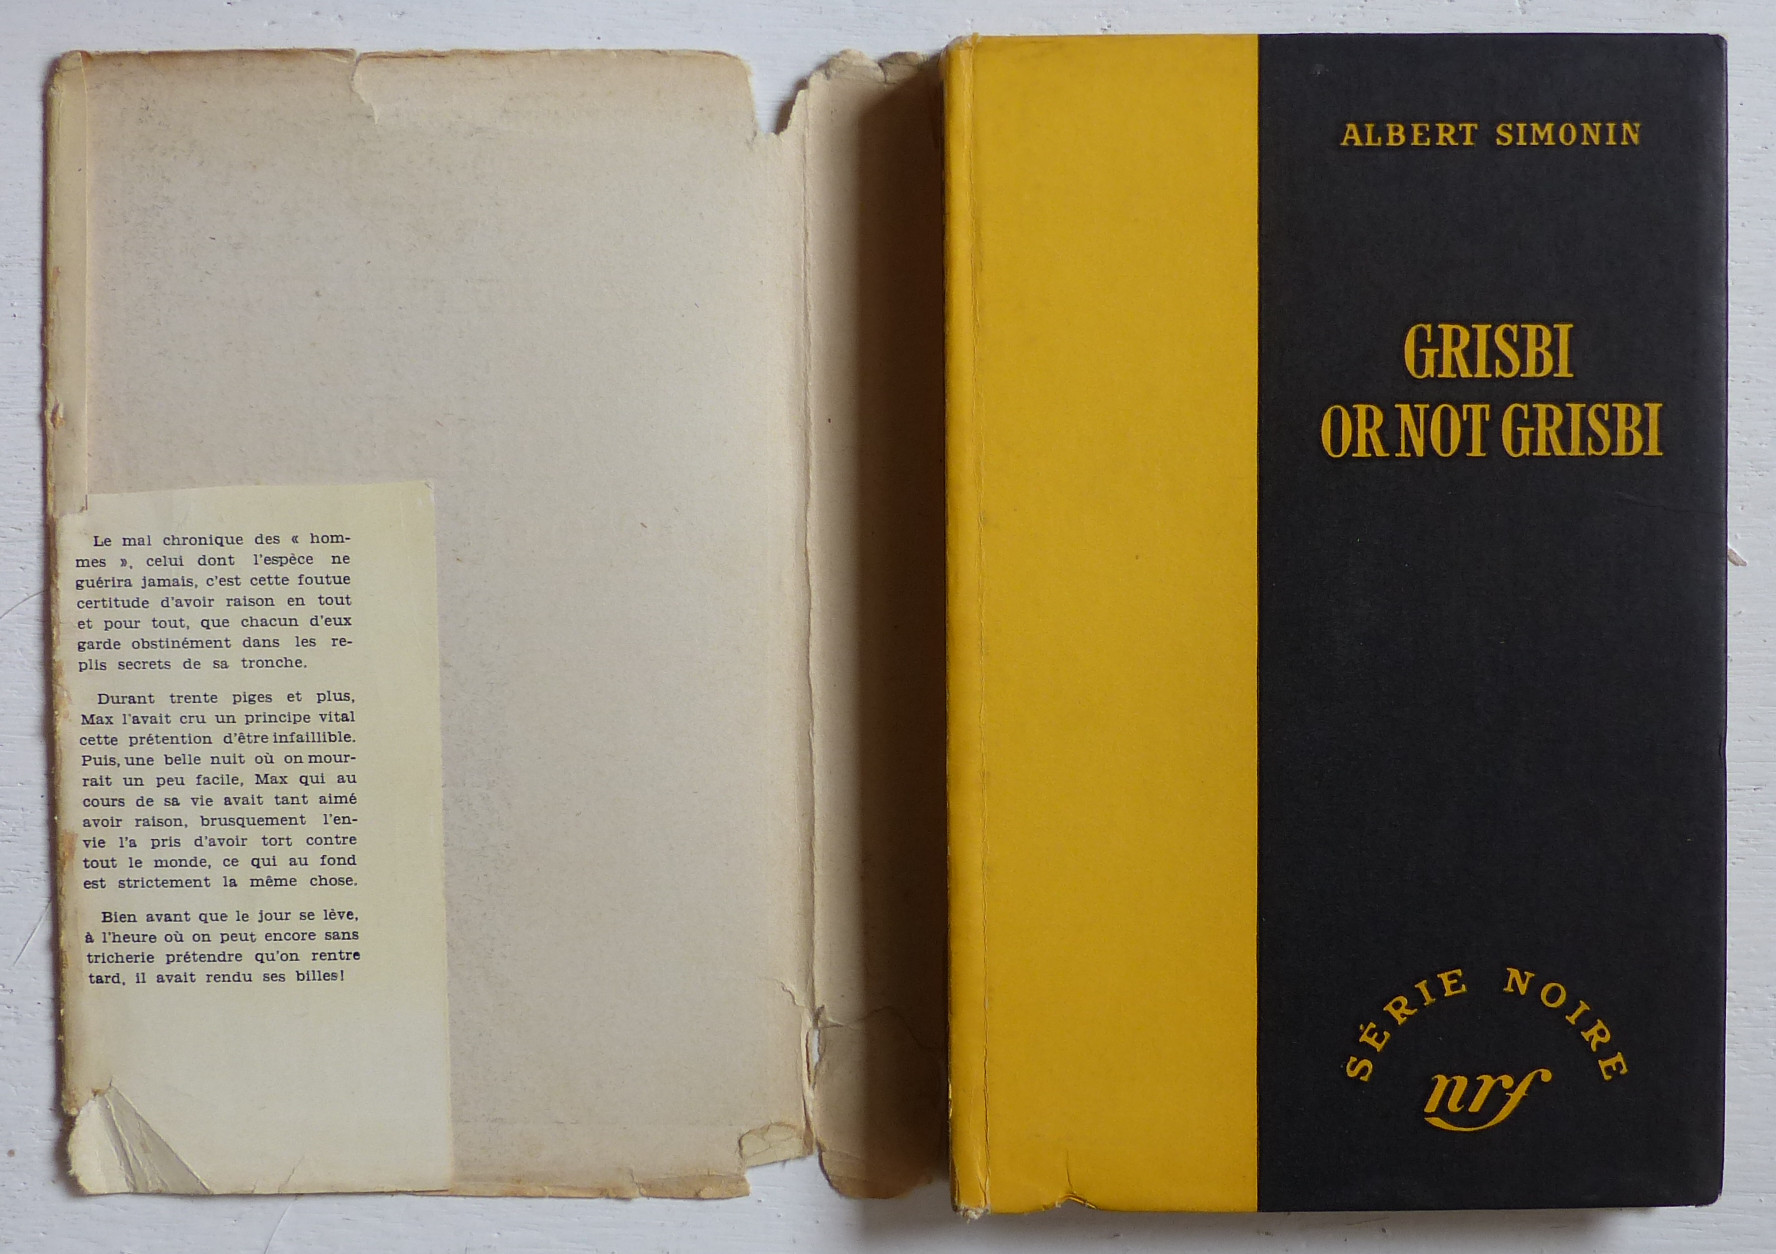 Le mal chronique des « hom-
mes », celui dont l'espèce ne
guérira jamais, c'est cette foutue
certitude d'avoir raison en tout
et pour tout, que chacun d'eux
garde obstinément dans les re-
plis secrets de sa tronche.
Durant trente piges et plus,
Max l'avait cru un principe vital
cette prétention d'être infaillible.
Puis, une belle nuit où on mour-
rait un peu facile, Max qui au
cours de sa vie avait tant aimé
avoir raison, brusquement l'en-
vie l'a pris d'avoir tort contre
tout le monde, ce qui au fond
est strictement la même chose.
Bien avant que le jour se lève,
à l'heure où on peut encore sans
tricherie prétendre qu'on rentre
tard, il avait rendu ses billes!
ALBERT SIMONIN
GRISBI
OR NOT GRISBI
SÉRIE NOIRE
nrf